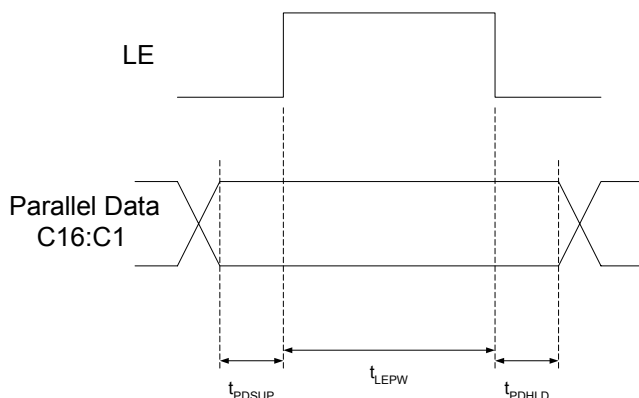 LE
Parallel Data
C16:C1
tLEPW
tPDSUP
tPDHLD